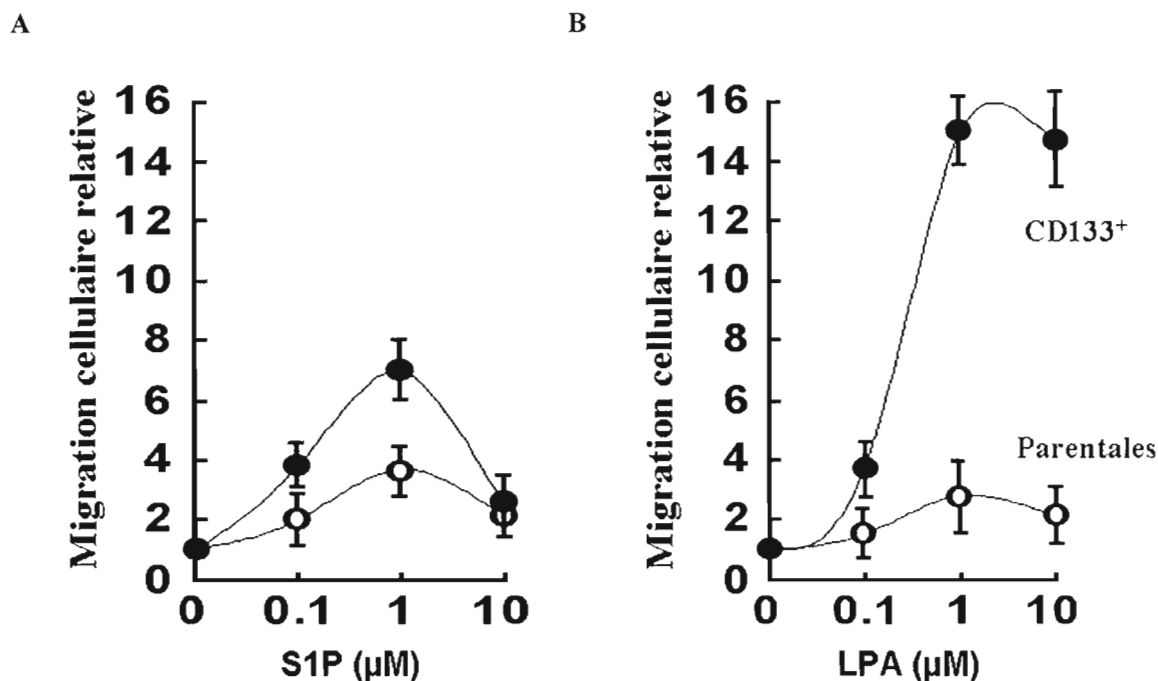 A
Migration cellulaire relative
16
14
12
10
8
6
4
2
0
0 0.1 1 10
S1P (µM)
B
Migration cellulaire relative
16
14
12
10
8
6
4
2
0
CD133⁺
Parentales
0 0.1 1 10
LPA (µM)